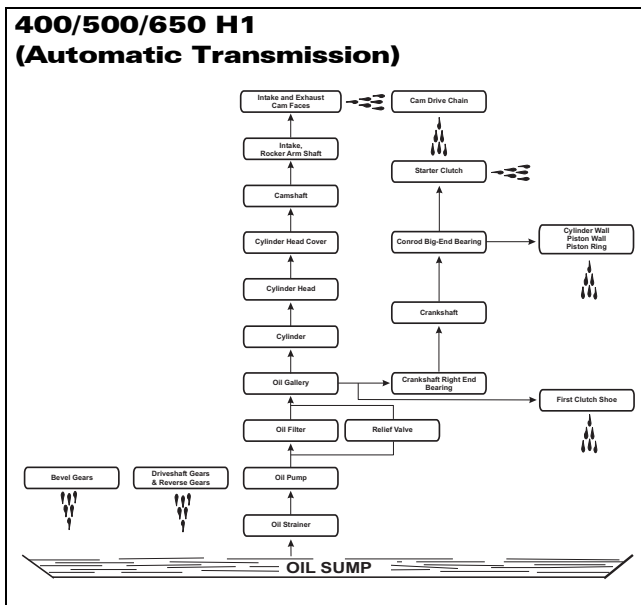 400/500/650 H1
(Automatic Transmission)
Intake and Exhaust
Cam Faces
Cam Drive Chain
Intake,
Rocker Arm Shaft
Starter Clutch
Camshaft
Cylinder Head Cover
Conrod Big-End Bearing
Cylinder Wall
Piston Wall
Piston Ring
Cylinder Head
Crankshaft
Cylinder
Oil Gallery
Crankshaft Right End
Bearing
First Clutch Shoe
Oil Filter
Relief Valve
Bevel Gears
Driveshaft Gears
& Reverse Gears
Oil Pump
Oil Strainer
OIL SUMP